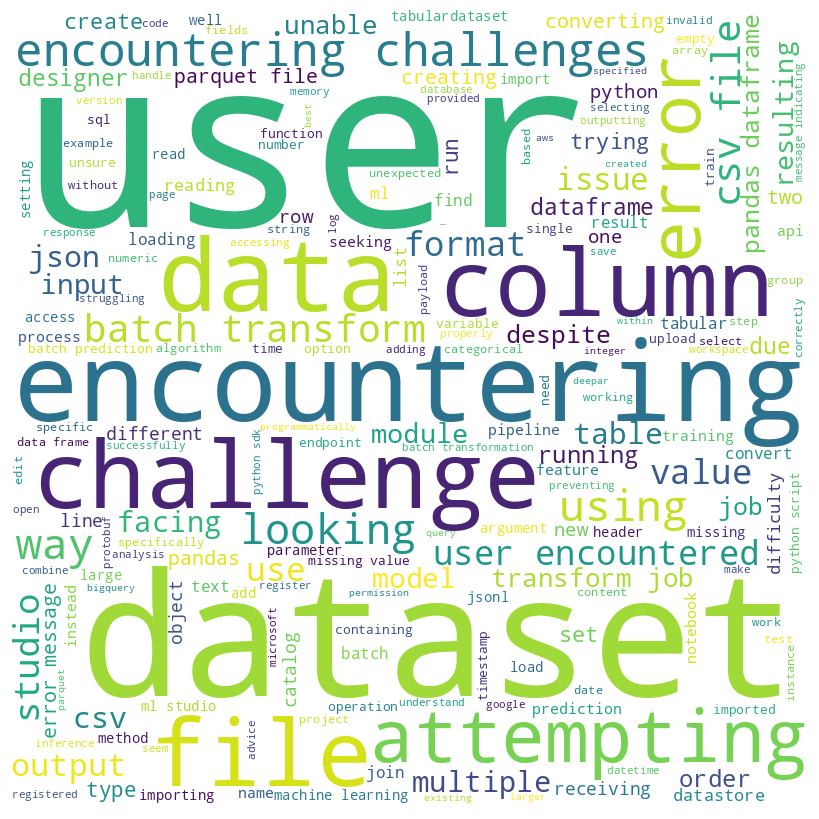 create code well tabulardataset converting invalid
fields unable empty array
encountering challenges
designer handle parquet file creating import specified error
user
version memory database provided selecting python csv file pandas dataframe resulting message indicating
sql best function outputting
example number based aws trying train
unsure read run created
without page reading unexpected issue
setting ml find dataframe two
response row string log result api
loading accessing seeking format single one save
json numeric list
input struggling data payload column group
access variable within tabular step correctly
process batch transform properly despite upload select due
batch prediction algorithm time option adding categorical integer workspace
encountering need deepar working
specific programmatically pipeline
data frame different endpoint module table training
successfully challenge python sdk batch transformation running convert
edit feature value
open line preventing
facing looking using job difficulty python script
protobuf argument new header missing
way specifically query
combine analysis pandas parameter missing value user encountered
large use model transform job make
bigquery register permission
studio error message instead text add object dataset jsonl content
microsoft containing set notebook work
parquet batch catalog load timestamp test instance
ml studio operation understand date
csv project google prediction imported
method file attempting
inference seem advice
output join datetime
type multiple order
registered importing name machine learning existing larger receiving datastore